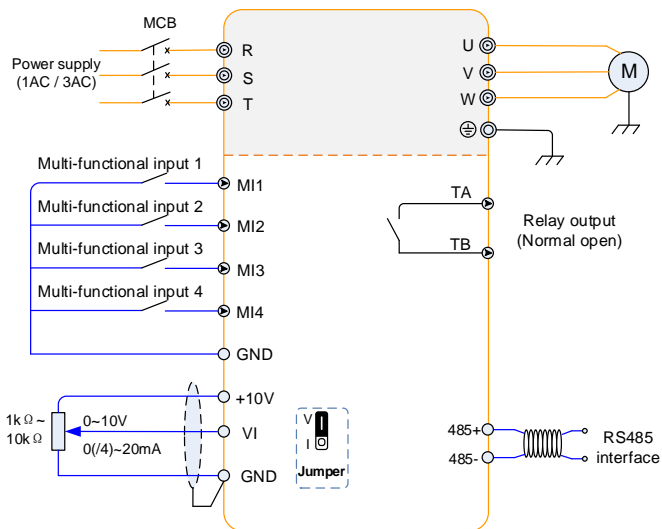 MCB
Power supply
(1AC / 3AC)
R
S
T
U
V
W
M
Multi-functional input 1
MI1
Multi-functional input 2
MI2
Multi-functional input 3
MI3
Multi-functional input 4
MI4
GND
TA
TB
Relay output
(Normal open)
+10V
1kΩ~
10kΩ
0~10V
VI
0(/4)~20mA
GND
V
I
Jumper
485+
485-
RS485
interface